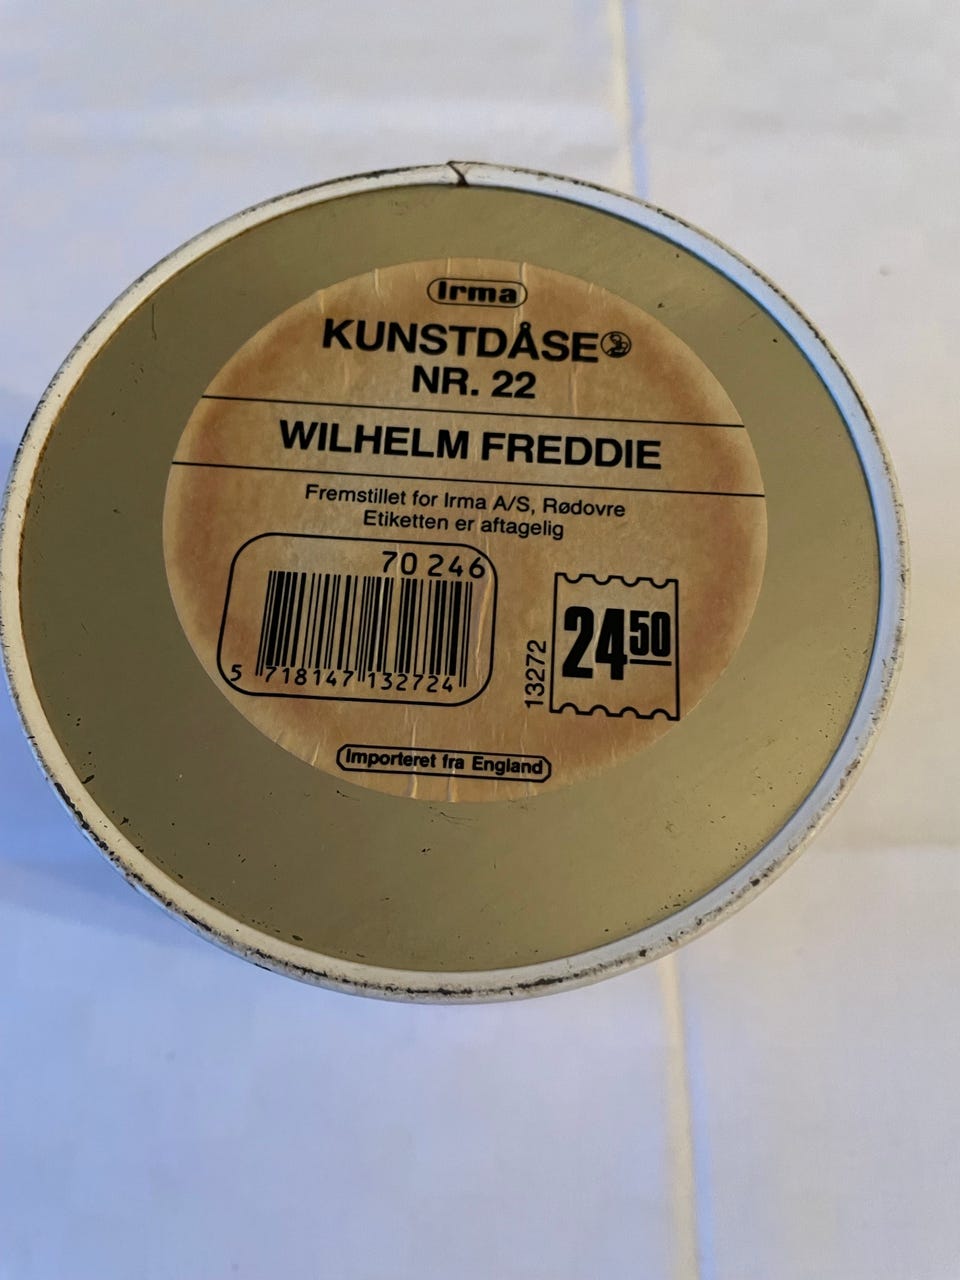 Irma
KUNSTDÅSE
NR. 22
WILHELM FREDDIE
Fremstillet for Irma A/S, Rødovre
Etiketten er aftagelig
70 246
5 718147 132724
13272
24 50
Importeret fra England